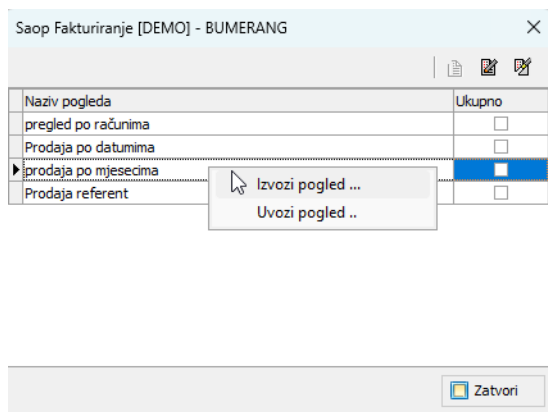 Saop Fakturiranje [DEMO] - BUMERANG
Naziv pogleda Ukupno
pregled po računima
Prodaja po datumima
prodaja po mjesecima
Prodaja referent
Izvozi pogled ...
Uvozi pogled ..
Zatvori